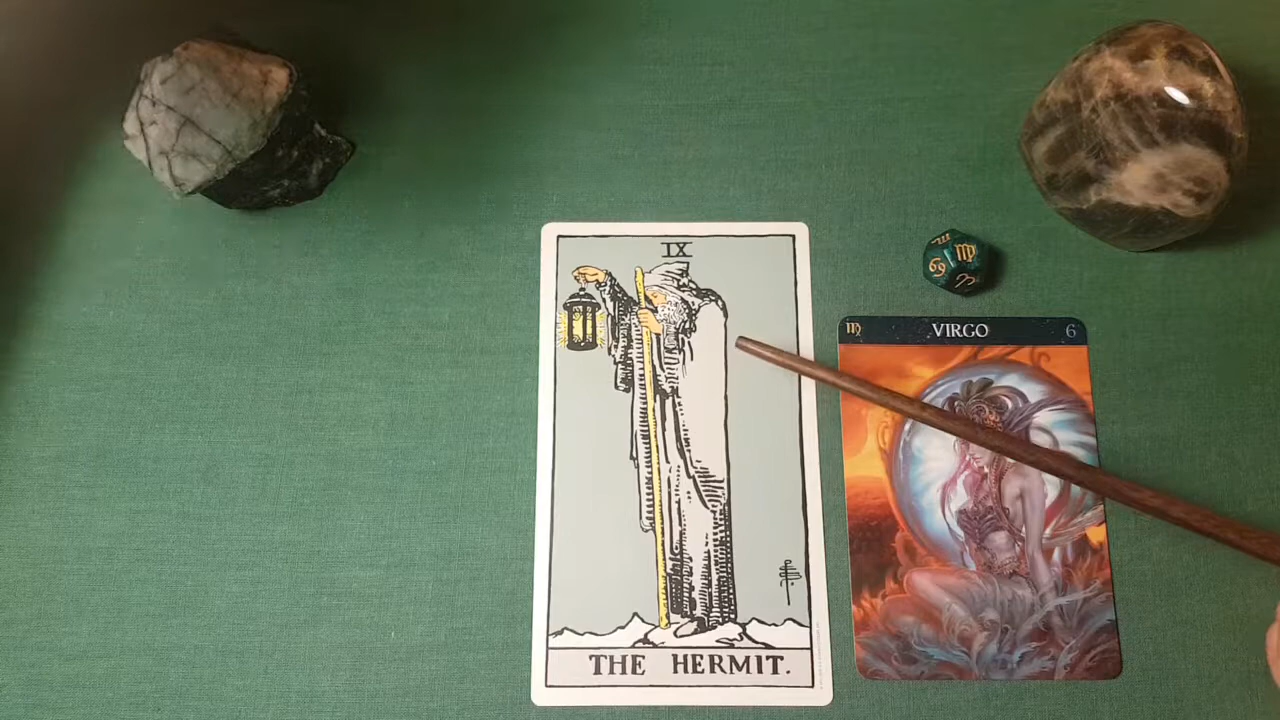 IX
THE HERMIT.
♍ VIRGO 6